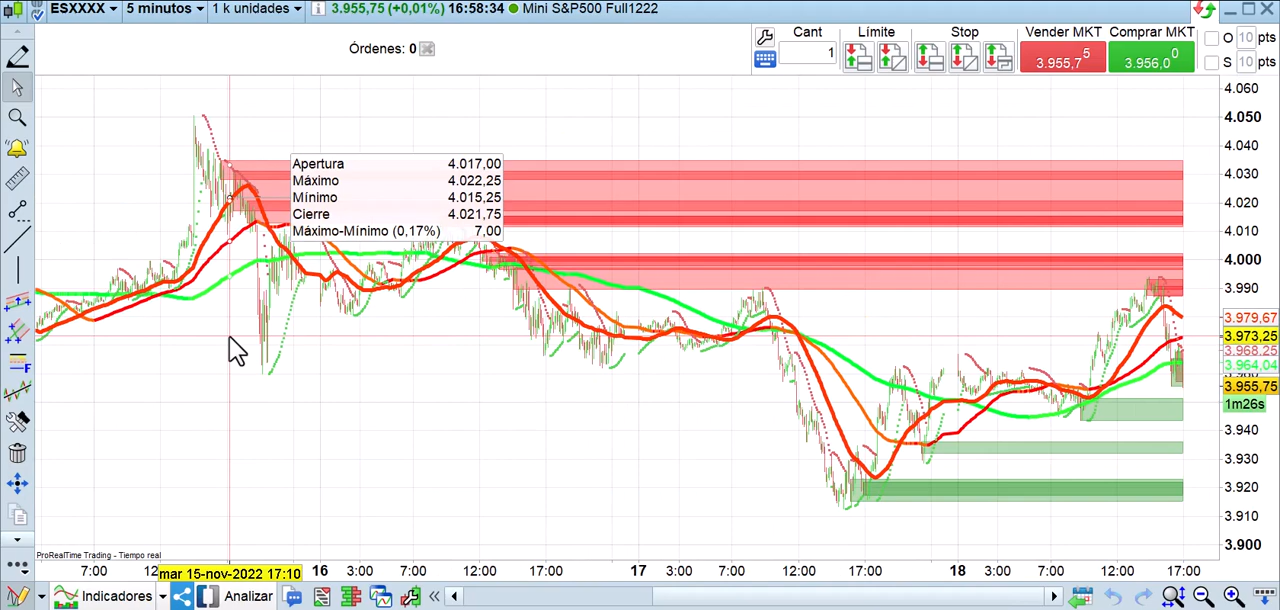 ESXXXX 5 minutos 1 k unidades 3.955,75 (+0,01%) 16:58:34 Mini S&P500 Full1222
Órdenes: 0
Cant Límite Stop Vender MKT Comprar MKT O 10 pts
1 3.955,7 5 3.956,0 0 S 10 pts
4.060
4.050
4.040
4.030
4.020
4.010
4.000
3.990
3.979,67
3.973,25
3.968,25
3.964,04
3.955,75
1m26s
3.940
3.930
3.920
3.910
3.900
Apertura 4.017,00
Máximo 4.022,25
Mínimo 4.015,25
Cierre 4.021,75
Máximo-Mínimo (0,17%) 7,00
ProRealTime Trading - Tiempo real
7:00 12 mar 15-nov-2022 17:10 16 3:00 7:00 12:00 17:00 17 3:00 7:00 12:00 17:00 18 3:00 7:00 12:00 17:00
Indicadores Analizar